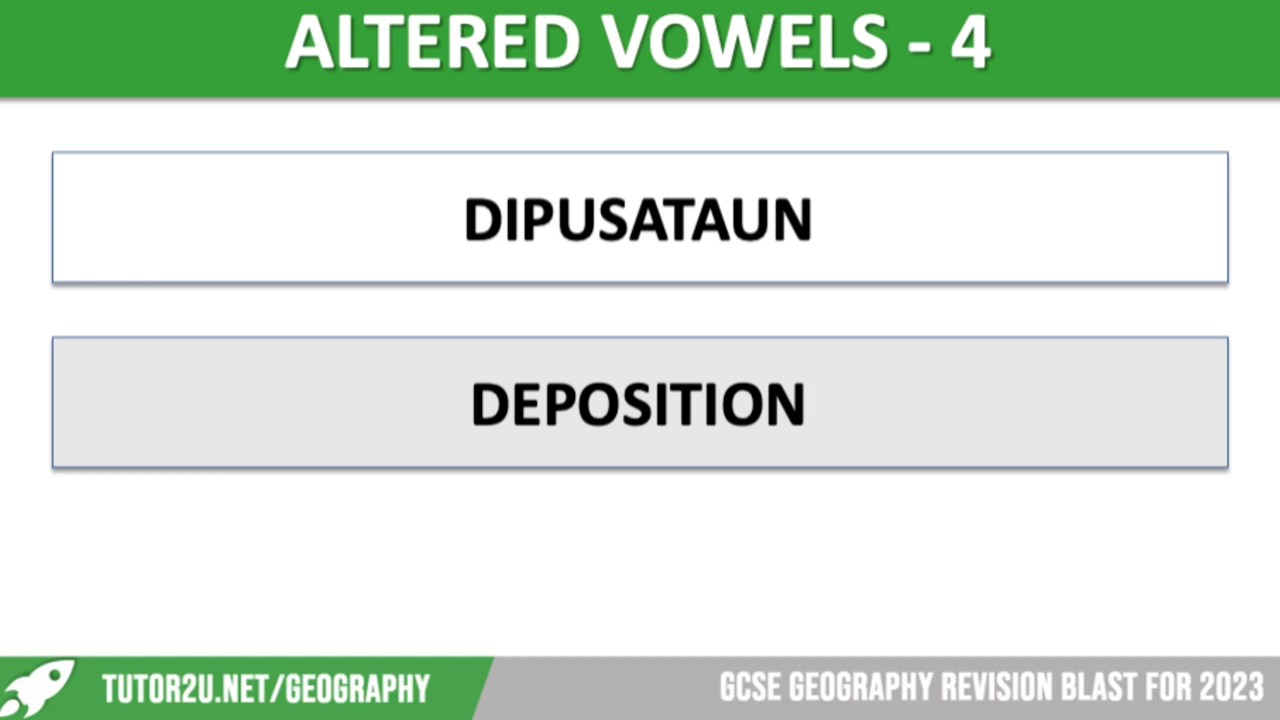 ALTERED VOWELS - 4
DIPUSATAUN
DEPOSITION
TUTOR2U.NET/GEOGRAPHY
GCSE GEOGRAPHY REVISION BLAST FOR 2023